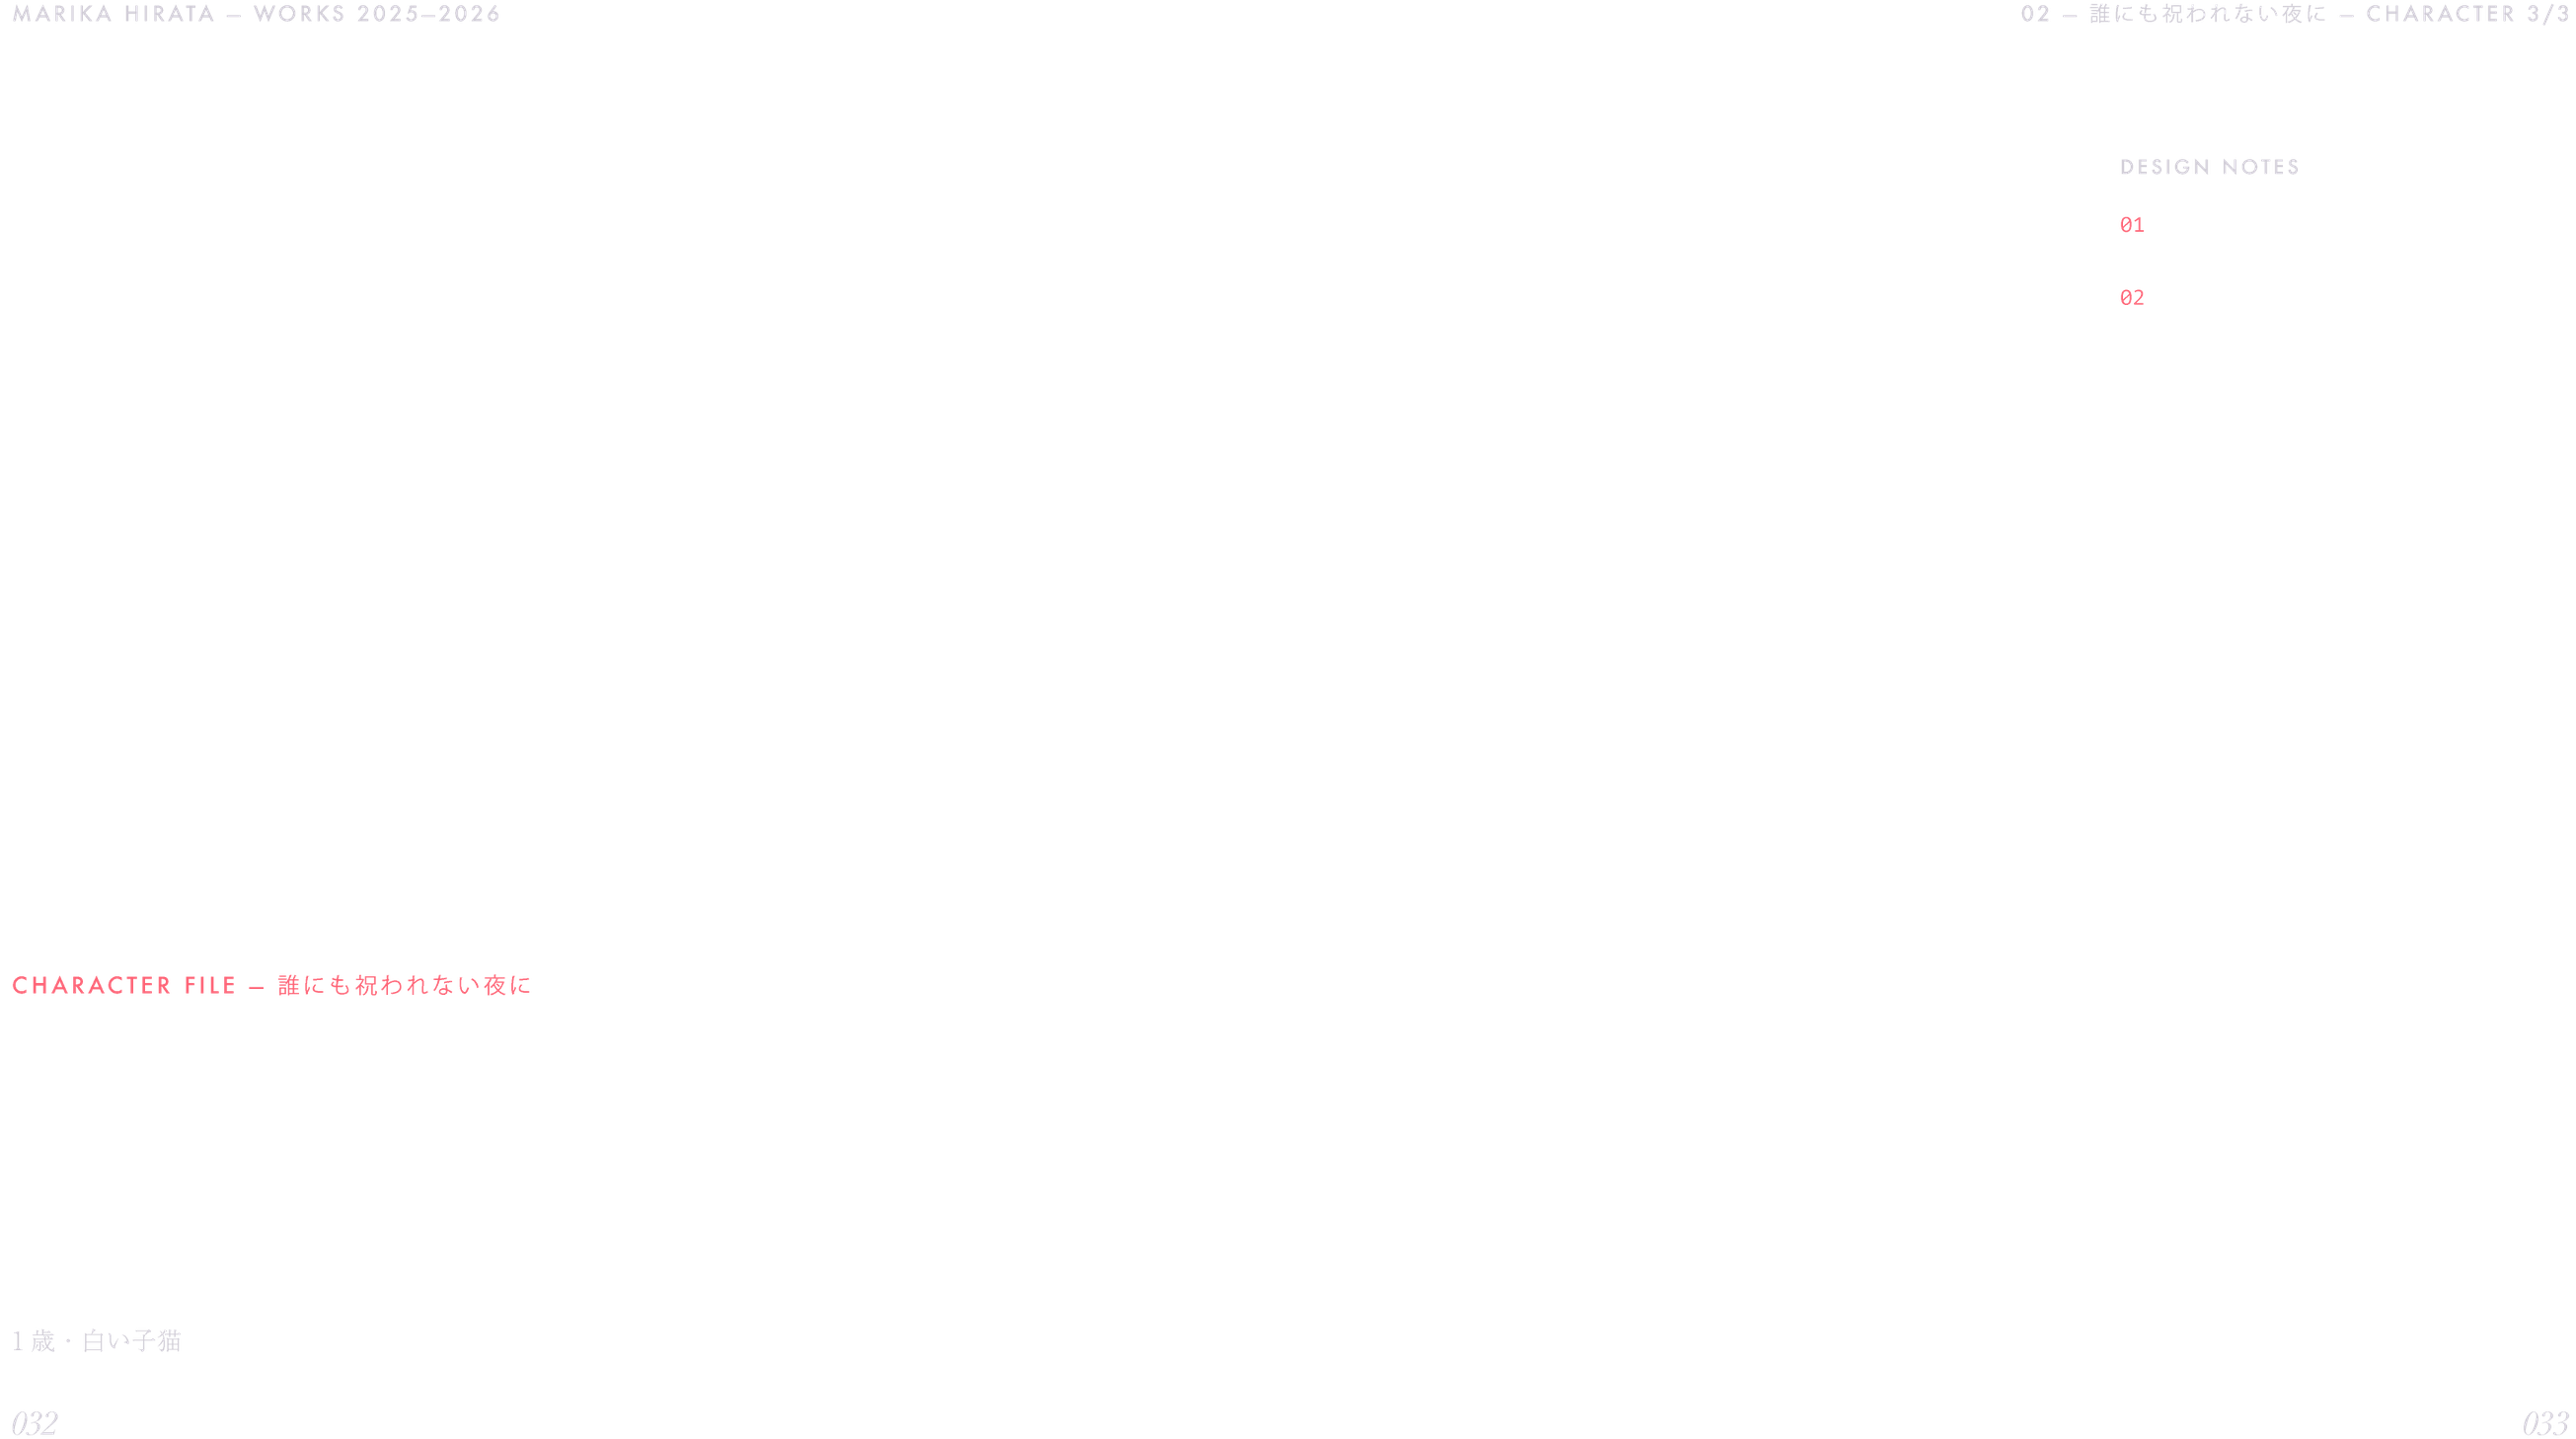 MARIKA HIRATA — WORKS 2025—2026
02 — 誰にも祝われない夜に — CHARACTER 3/3
DESIGN NOTES
01
02
CHARACTER FILE — 誰にも祝われない夜に
1歳・白い子猫
032
033